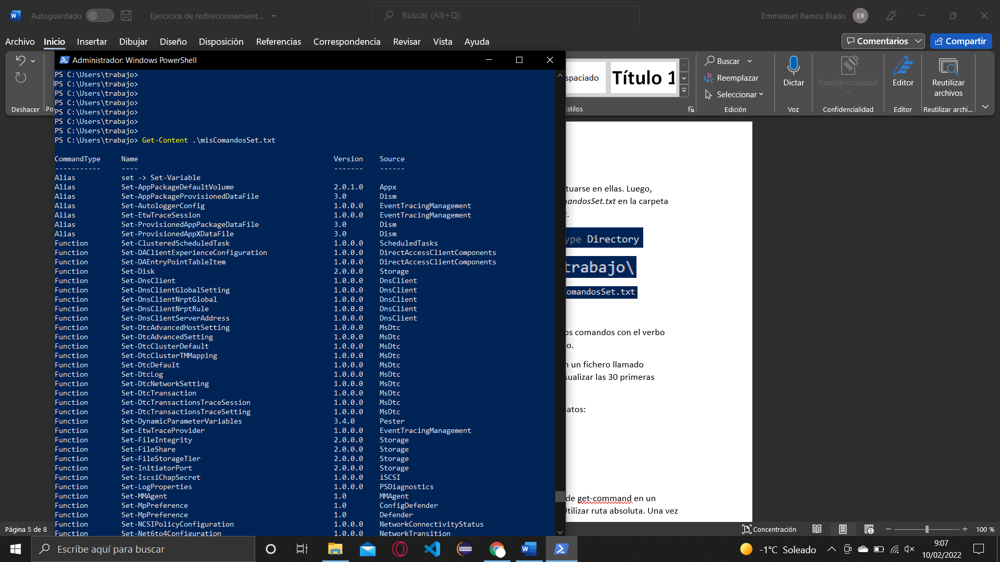 Autoguardado
Ejercicios de redireccionamient...
Buscar (Alt+Q)
Emmanuel Ramos Biado
ER
Archivo
Inicio
Insertar
Dibujar
Diseño
Disposición
Referencias
Correspondencia
Revisar
Vista
Ayuda
Comentarios
Compartir
Deshacer
Po
Administrador: Windows PowerShell
spaciado
Título 1
Estilos
Buscar
Reemplazar
Seleccionar
Edición
Dictar
Voz
Confidencialidad
Confidencialidad
Editor
Editor
Reutilizar
archivos
Reutilizar archi...
PS C:\Users\trabajo>
PS C:\Users\trabajo>
PS C:\Users\trabajo>
PS C:\Users\trabajo>
PS C:\Users\trabajo>
PS C:\Users\trabajo>
PS C:\Users\trabajo>
PS C:\Users\trabajo> Get-Content .\misComandosSet.txt
CommandType     Name                                               Version    Source
-----------     ----                                               -------    ------
Alias           set -> Set-Variable
Alias           Set-AppPackageDefaultVolume                        2.0.1.0    Appx
Alias           Set-AppPackageProvisionedDataFile                  3.0        Dism
Alias           Set-AutologgerConfig                               1.0.0.0    EventTracingManagement
Alias           Set-EtwTraceSession                                1.0.0.0    EventTracingManagement
Alias           Set-ProvisionedAppPackageDataFile                  3.0        Dism
Alias           Set-ProvisionedAppXDataFile                        3.0        Dism
Function        Set-ClusteredScheduledTask                         1.0.0.0    ScheduledTasks
Function        Set-DAClientExperienceConfiguration                1.0.0.0    DirectAccessClientComponents
Function        Set-DAEntryPointTableItem                          1.0.0.0    DirectAccessClientComponents
Function        Set-Disk                                           2.0.0.0    Storage
Function        Set-DnsClient                                      1.0.0.0    DnsClient
Function        Set-DnsClientGlobalSetting                         1.0.0.0    DnsClient
Function        Set-DnsClientNrptGlobal                            1.0.0.0    DnsClient
Function        Set-DnsClientNrptRule                              1.0.0.0    DnsClient
Function        Set-DnsClientServerAddress                         1.0.0.0    DnsClient
Function        Set-DtcAdvancedHostSetting                         1.0.0.0    MsDtc
Function        Set-DtcAdvancedSetting                             1.0.0.0    MsDtc
Function        Set-DtcClusterDefault                              1.0.0.0    MsDtc
Function        Set-DtcClusterTMMapping                            1.0.0.0    MsDtc
Function        Set-DtcDefault                                     1.0.0.0    MsDtc
Function        Set-DtcLog                                         1.0.0.0    MsDtc
Function        Set-DtcNetworkSetting                              1.0.0.0    MsDtc
Function        Set-DtcTransaction                                 1.0.0.0    MsDtc
Function        Set-DtcTransactionsTraceSession                    1.0.0.0    MsDtc
Function        Set-DtcTransactionsTraceSetting                    1.0.0.0    MsDtc
Function        Set-DynamicParameterVariables                      3.4.0      Pester
Function        Set-EtwTraceProvider                               1.0.0.0    EventTracingManagement
Function        Set-FileIntegrity                                  2.0.0.0    Storage
Function        Set-FileShare                                      2.0.0.0    Storage
Function        Set-FileStorageTier                                2.0.0.0    Storage
Function        Set-InitiatorPort                                  2.0.0.0    Storage
Function        Set-IscsiChapSecret                                1.0.0.0    iSCSI
Function        Set-LogProperties                                  1.0.0.0    PSDiagnostics
Function        Set-MMAgent                                        1.0        MMAgent
Function        Set-MpPreference                                   1.0        ConfigDefender
Function        Set-MpPreference                                   1.0        Defender
Function        Set-NCSIPolicyConfiguration                        1.0.0.0    NetworkConnectivityStatus
Function        Set-Net6to4Configuration                           1.0.0.0    NetworkTransition
tuarse en ellas. Luego,
nandosSet.txt en la carpeta
t.
ype Directory
trabajo\
ComandosSet.txt
os comandos con el verbo
o.
n un fichero llamado
sualizar las 30 primeras
atos:
de get-command en un
Utilizar ruta absoluta. Una vez
Página 5 de 8
Concentración
100 %
Escribe aquí para buscar
-1°C Soleado
9:07
10/02/2022